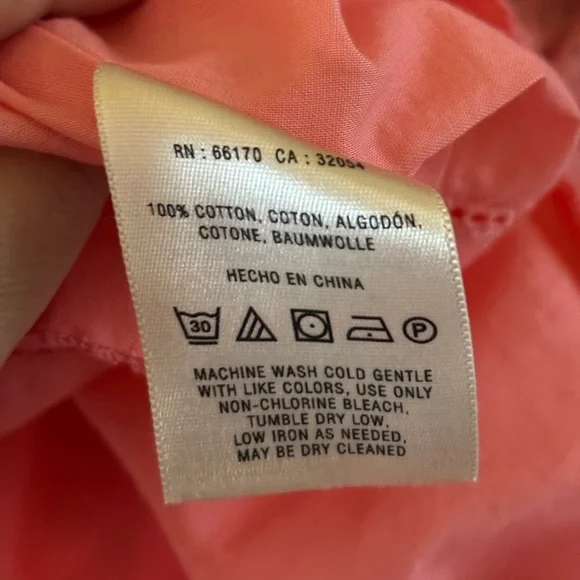 RN : 66170 CA : 32054
100% COTTON, COTON, ALGODÓN,
COTONE, BAUMWOLLE
HECHO EN CHINA
30 P
MACHINE WASH COLD GENTLE
WITH LIKE COLORS, USE ONLY
NON-CHLORINE BLEACH,
TUMBLE DRY LOW,
LOW IRON AS NEEDED,
MAY BE DRY CLEANED